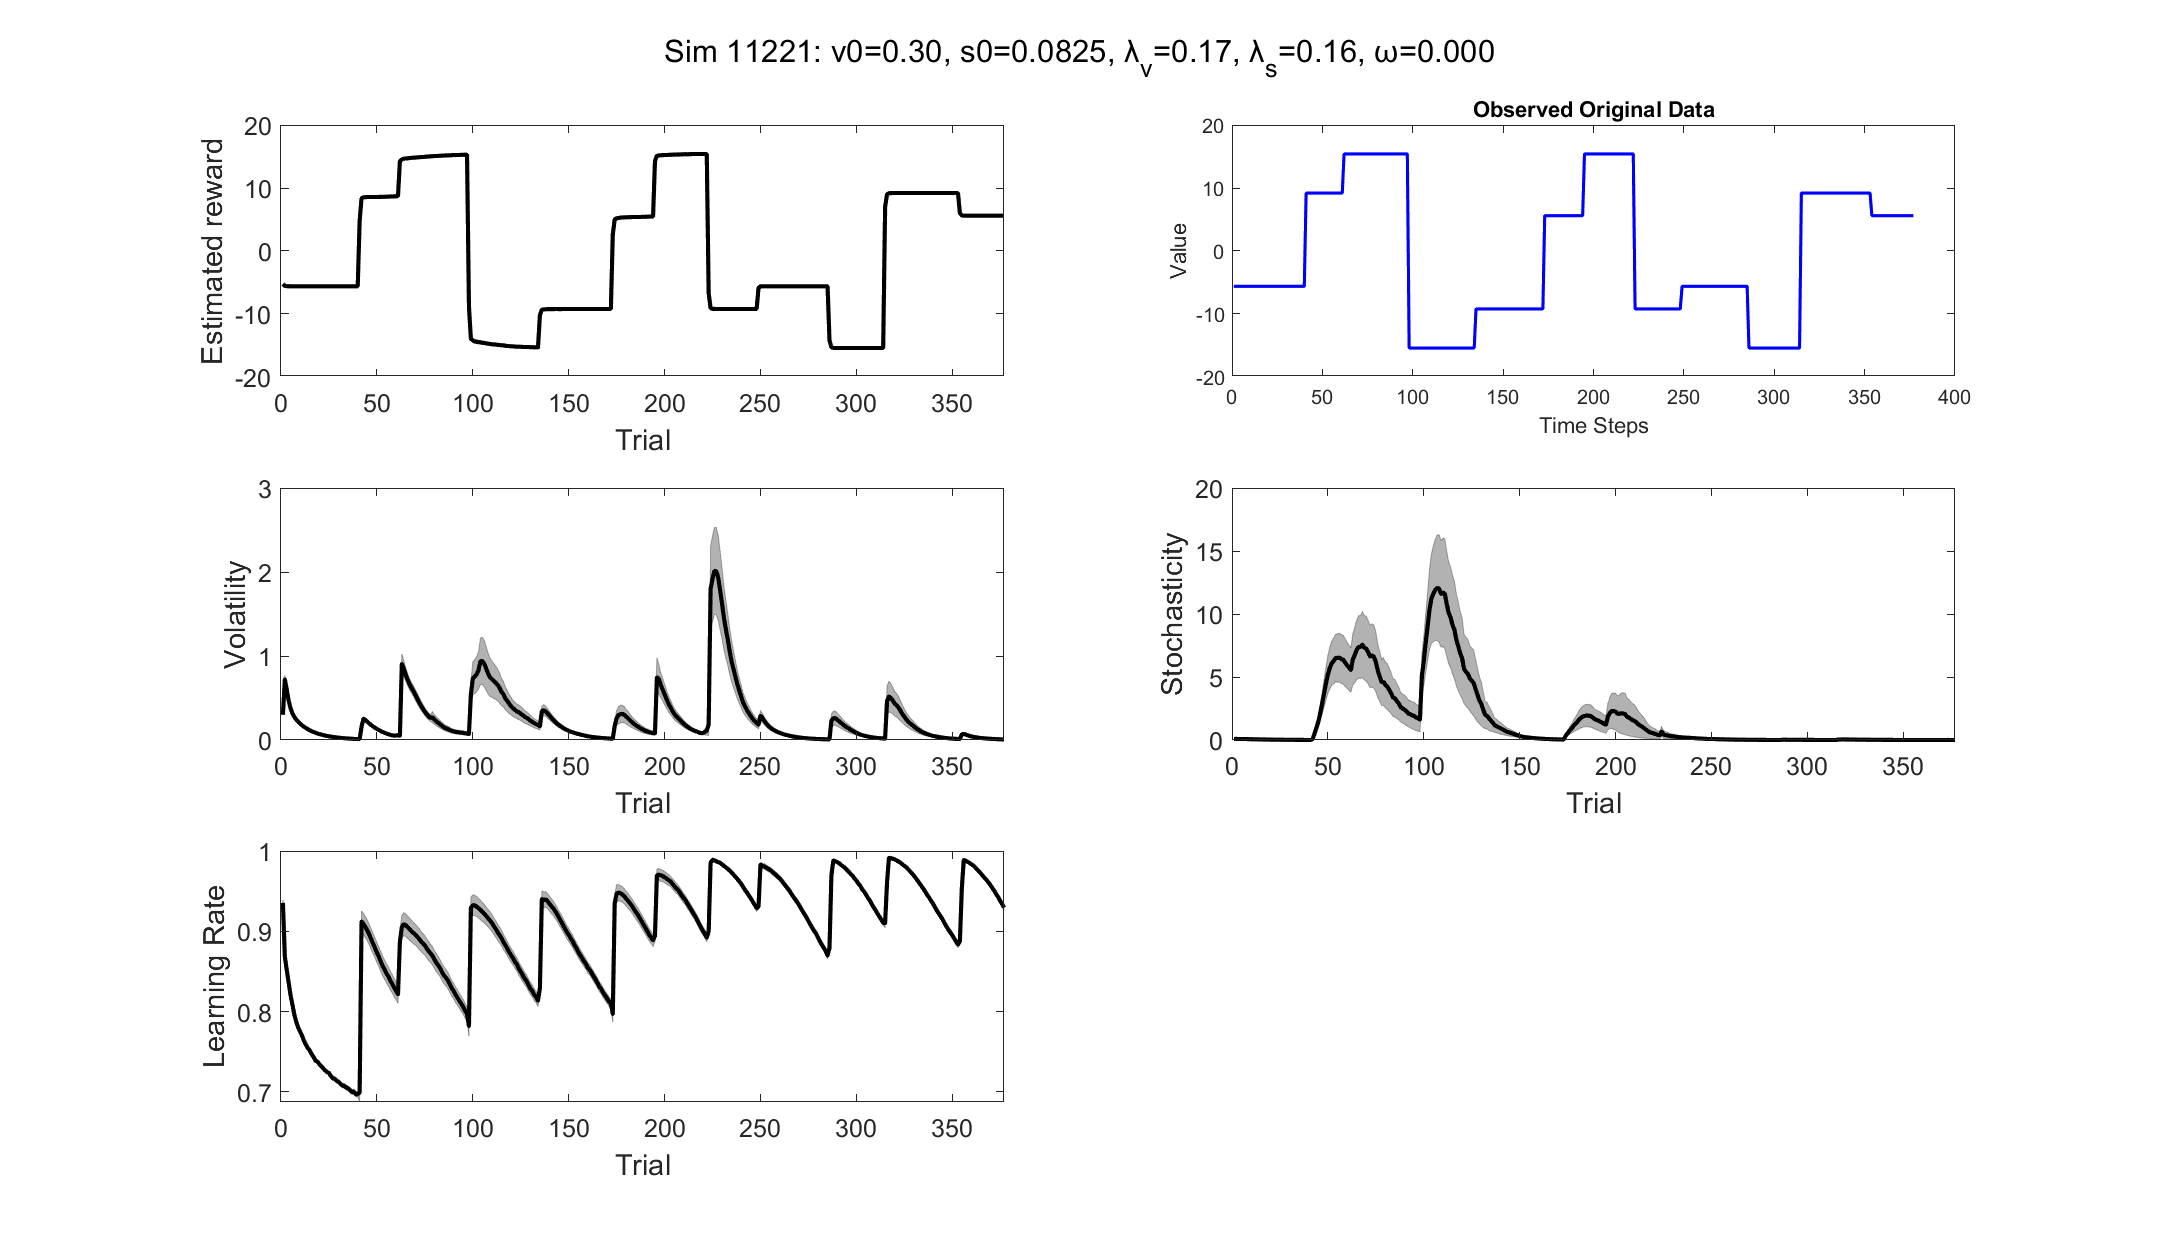 Sim 11221: v0=0.30, s0=0.0825, λv=0.17, λs=0.16, ω=0.000
Estimated reward
20
10
0
-10
-20
0 50 100 150 200 250 300 350
Trial
Observed Original Data
Value
20
10
0
-10
-20
0 50 100 150 200 250 300 350 400
Time Steps
Volatility
3
2
1
0
0 50 100 150 200 250 300 350
Trial
Stochasticity
20
15
10
5
0
0 50 100 150 200 250 300 350
Trial
Learning Rate
1
0.9
0.8
0.7
0 50 100 150 200 250 300 350
Trial